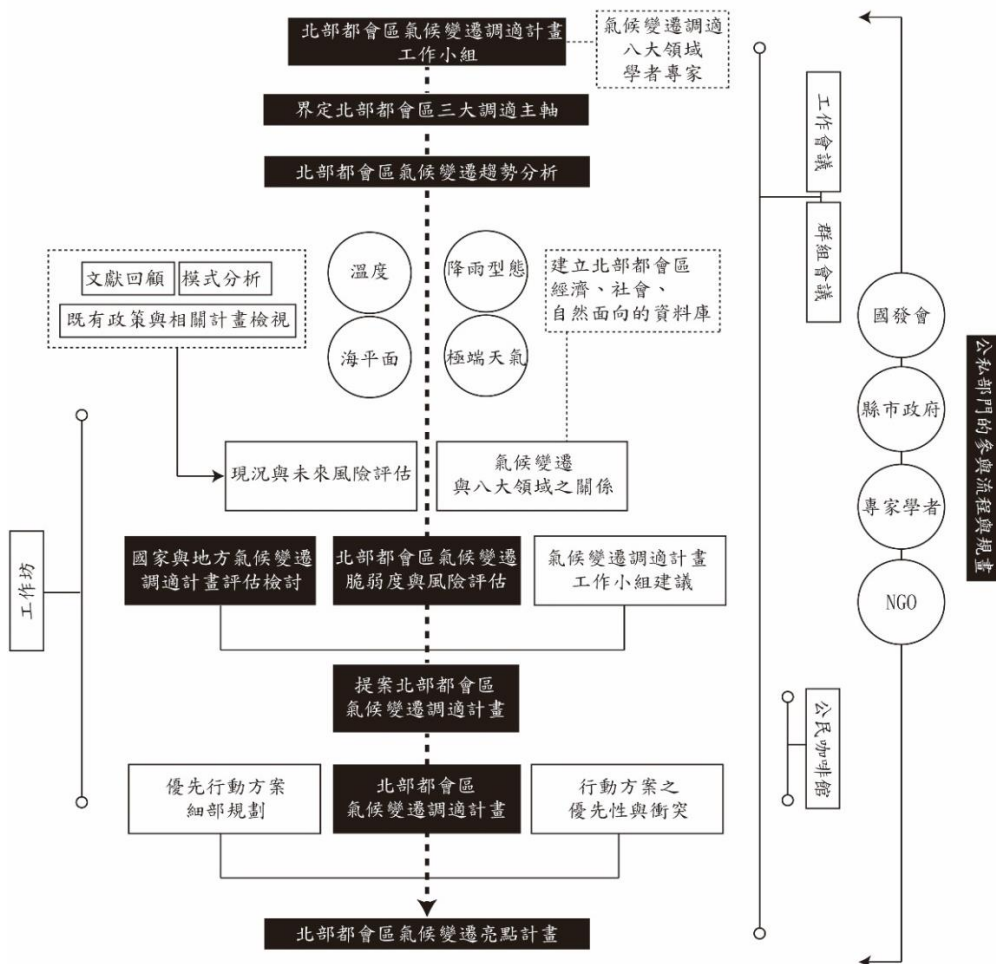 北部都會區氣候變遷調適計畫
工作小組
氣候變遷調適
八大領域
學者專家
界定北部都會區三大調適主軸
北部都會區氣候變遷趨勢分析
文獻回顧
模式分析
既有政策與相關計畫檢視
溫度
降雨型態
海平面
極端天氣
建立北部都會區
經濟、社會、
自然面向的資料庫
現況與未來風險評估
氣候變遷
與八大領域之關係
國家與地方氣候變遷
調適計畫評估檢討
北部都會區氣候變遷
脆弱度與風險評估
氣候變遷調適計畫
工作小組建議
提案北部都會區
氣候變遷調適計畫
優先行動方案
細部規劃
北部都會區
氣候變遷調適計畫
行動方案之
優先性與衝突
北部都會區氣候變遷亮點計畫
工作坊
工作會議
群組會議
公民咖啡館
國發會
縣市政府
專家學者
NGO
公私部門的參與流程與規畫